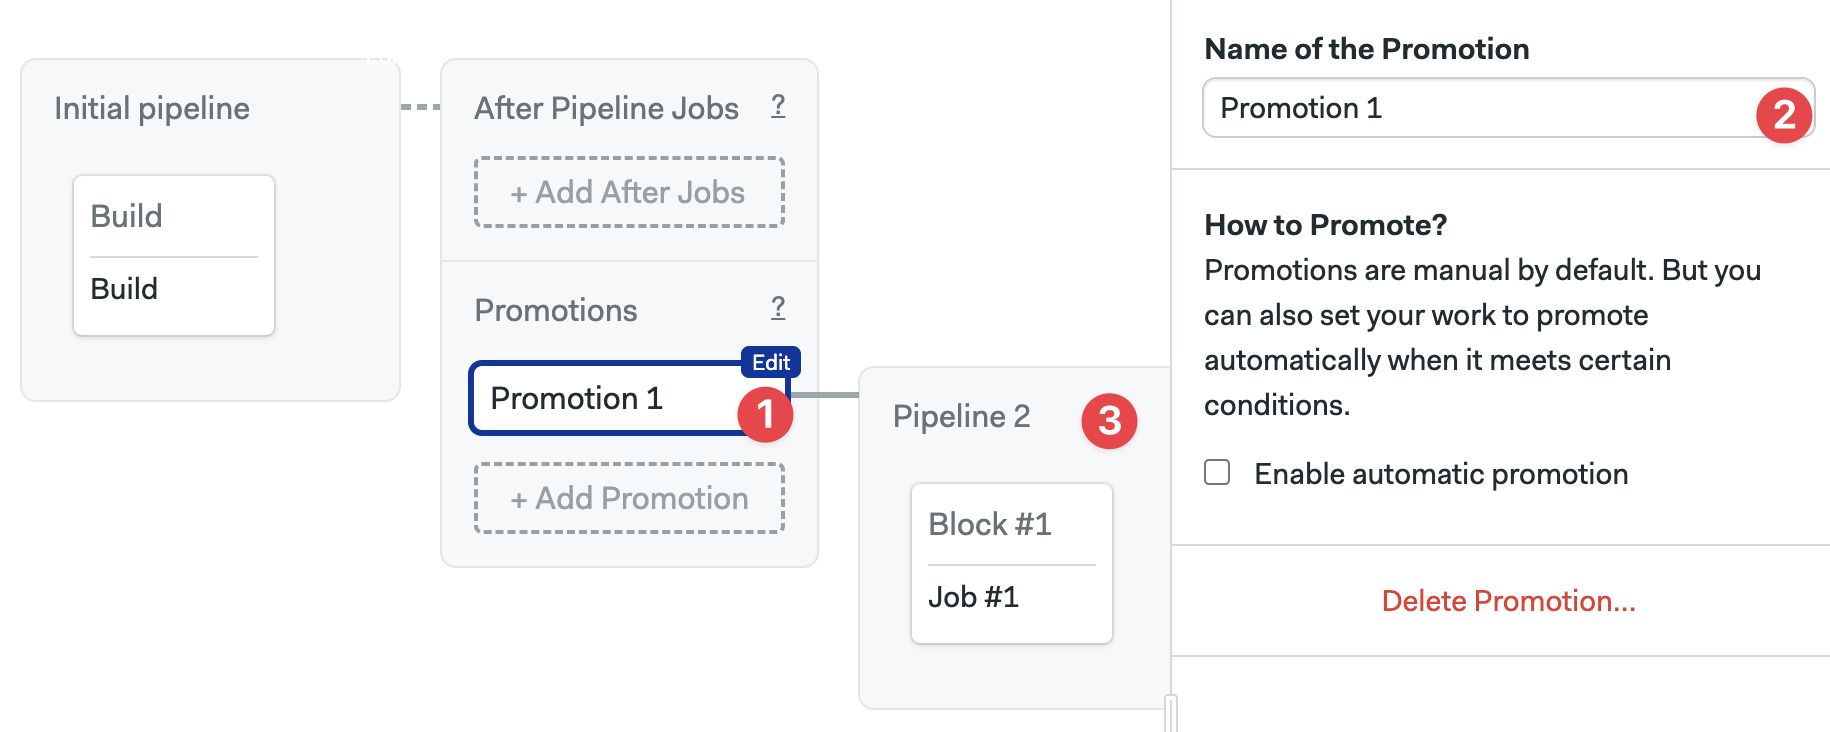 Initial pipeline
Build
Build
After Pipeline Jobs ?
+ Add After Jobs
Promotions ?
Edit
Promotion 1
1
+ Add Promotion
Pipeline 2
3
Block #1
Job #1
Name of the Promotion
Promotion 1
2
How to Promote?
Promotions are manual by default. But you
can also set your work to promote
automatically when it meets certain
conditions.
Enable automatic promotion
Delete Promotion...